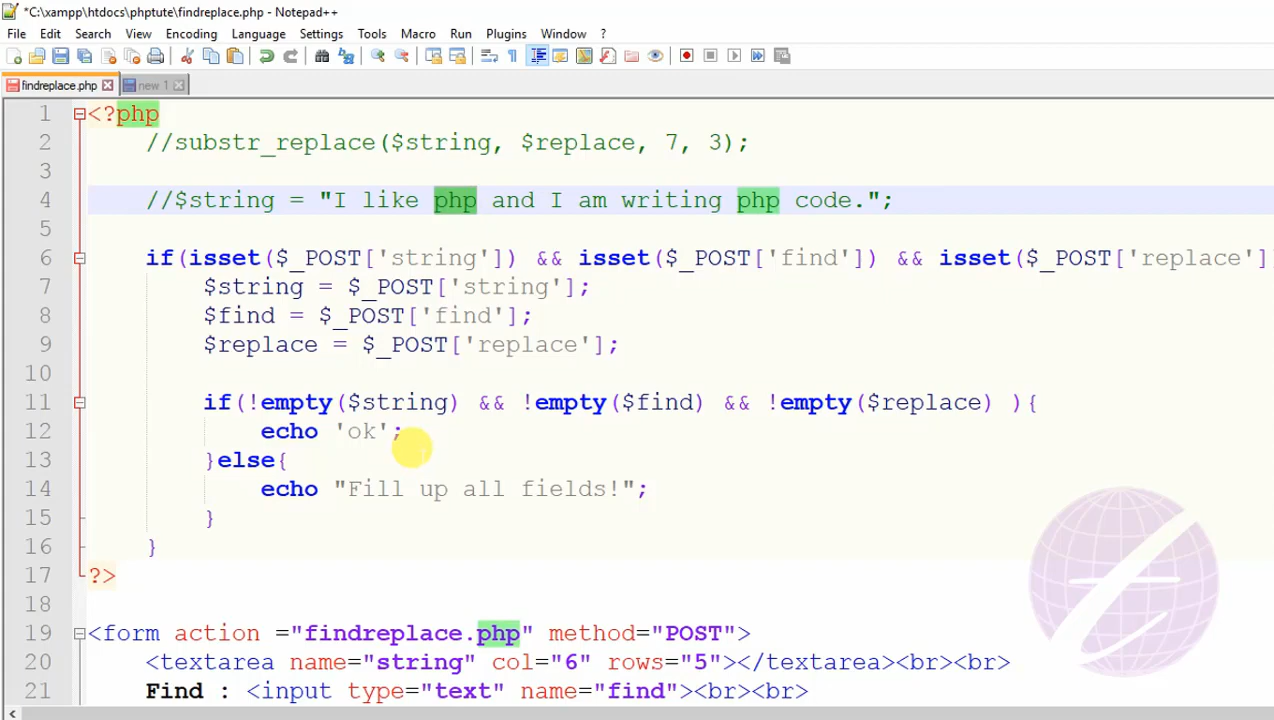 *C:\xampp\htdocs\phptute\findreplace.php - Notepad++
File Edit Search View Encoding Language Settings Tools Macro Run Plugins Window ?
findreplace.php new 1
1 <?php
2 //substr_replace($string, $replace, 7, 3);
3
4 //$string = "I like php and I am writing php code.";
5
6 if(isset($_POST['string']) && isset($_POST['find']) && isset($_POST['replace']
7 $string = $_POST['string'];
8 $find = $_POST['find'];
9 $replace = $_POST['replace'];
10
11 if(!empty($string) && !empty($find) && !empty($replace) ){
12 echo 'ok';
13 }else{
14 echo "Fill up all fields!";
15 }
16 }
17 ?>
18
19 <form action ="findreplace.php" method="POST">
20 <textarea name="string" col="6" rows="5"></textarea><br><br>
21 Find : <input type="text" name="find"><br><br>